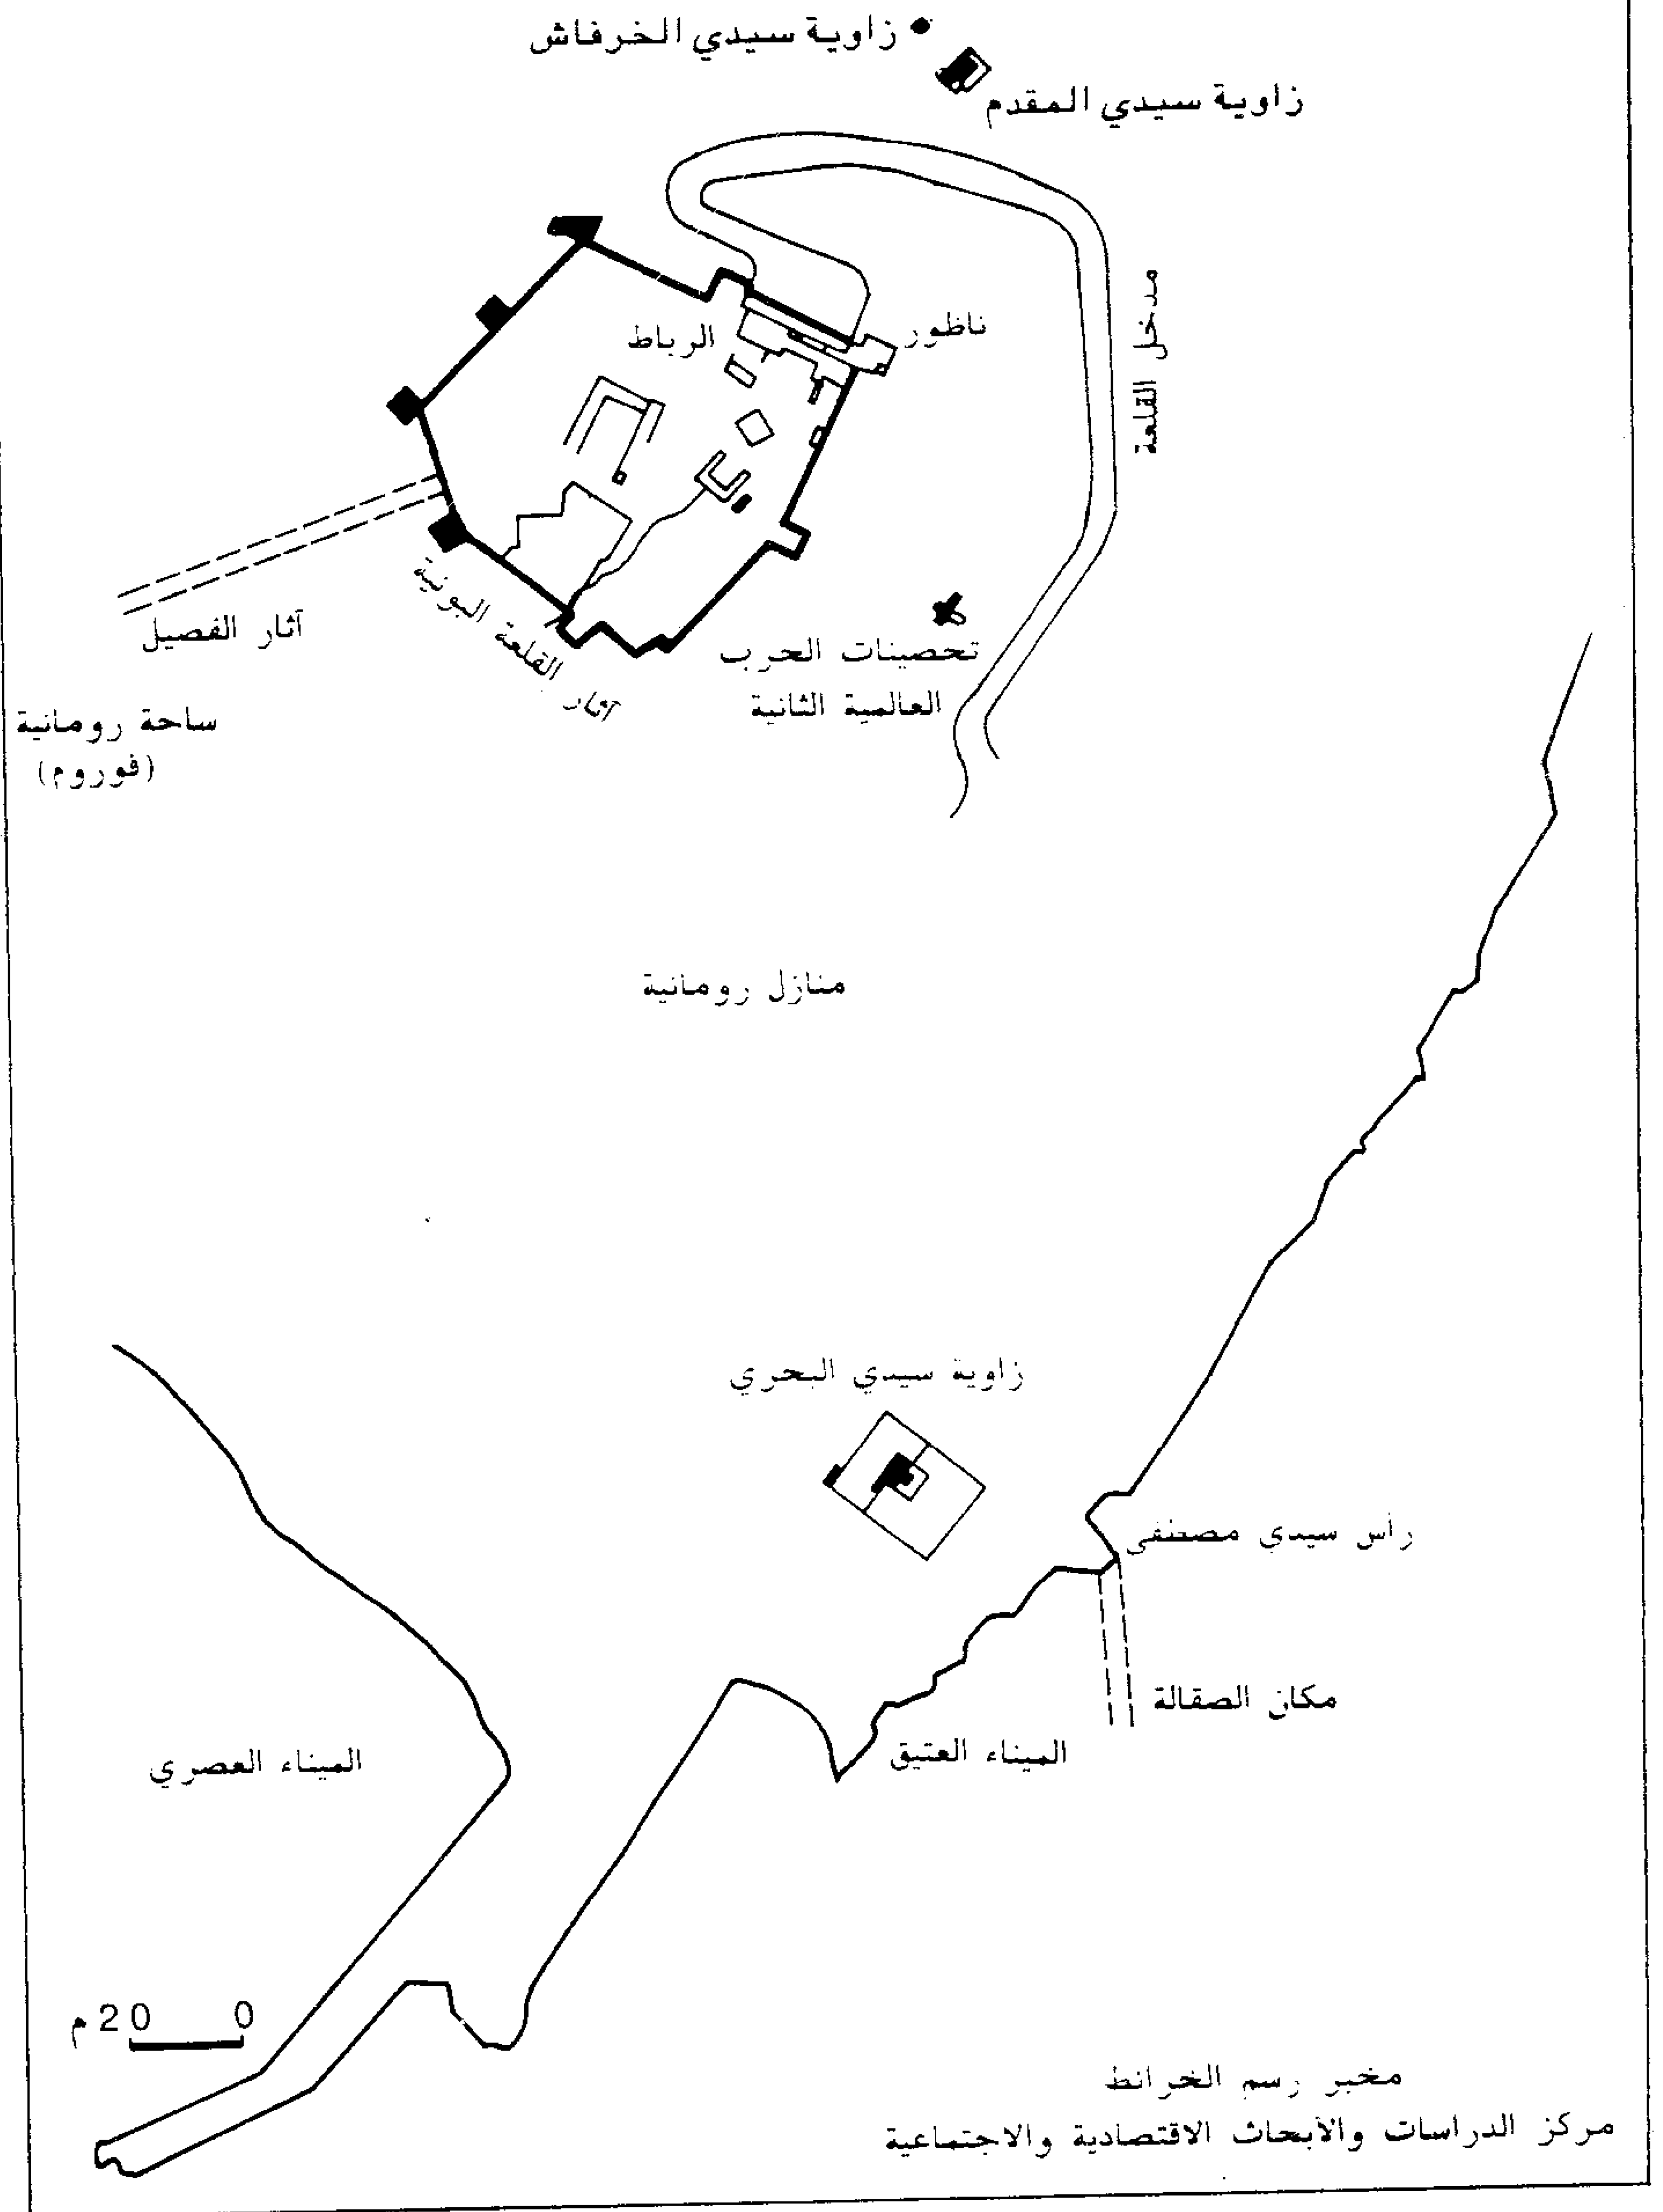 زاوية سيدي الخرفاش
زاوية سيدي المقدم
مدخل القلعة
ناظور
الرباط
آثار القلعة البونية
آثار الفصيل
تحصينات الحرب
العالمية الثانية
ساحة رومانية
(فوروم)
منازل رومانية
زاوية سيدي البحري
رأس سيدي مصطفى
مكان الصقالة
الميناء العتيق
الميناء العصري
0 20 م
مخبر رسم الخرائط
مركز الدراسات والأبحاث الاقتصادية والاجتماعية